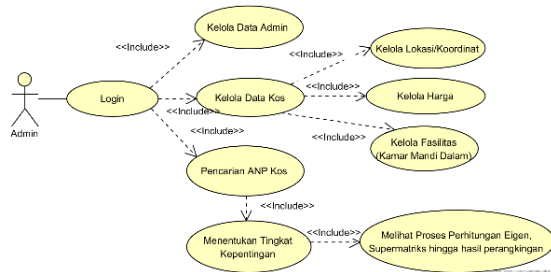 Kelola Data Admin
<<Include>>
Kelola Lokasi/Koordinat
<<Include>>
Admin
Login
<<Include>>
Kelola Data Kos
<<Include>>
Kelola Harga
<<Include>>
<<Include>>
Kelola Fasilitas
(Kamar Mandi Dalam)
Pencarian ANP Kos
<<Include>>
Menentukan Tingkat
Kepentingan
<<Include>>
Melihat Proses Perhitungan Eigen,
Supermatriks hingga hasil perangkingan